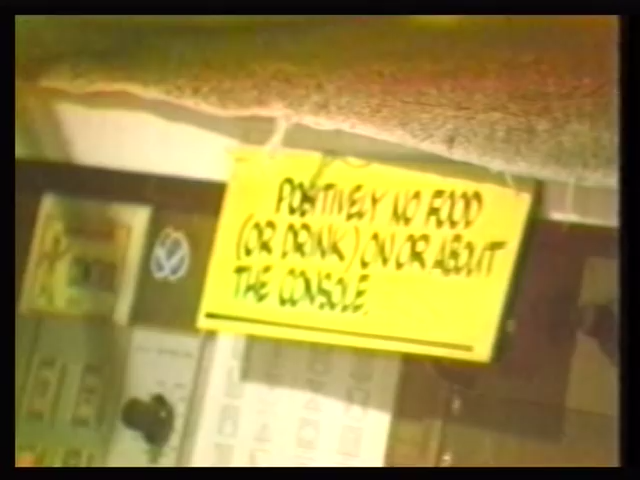 POSITIVELY NO FOOD
(OR DRINK) ON OR ABOUT
THE CONSOLE.